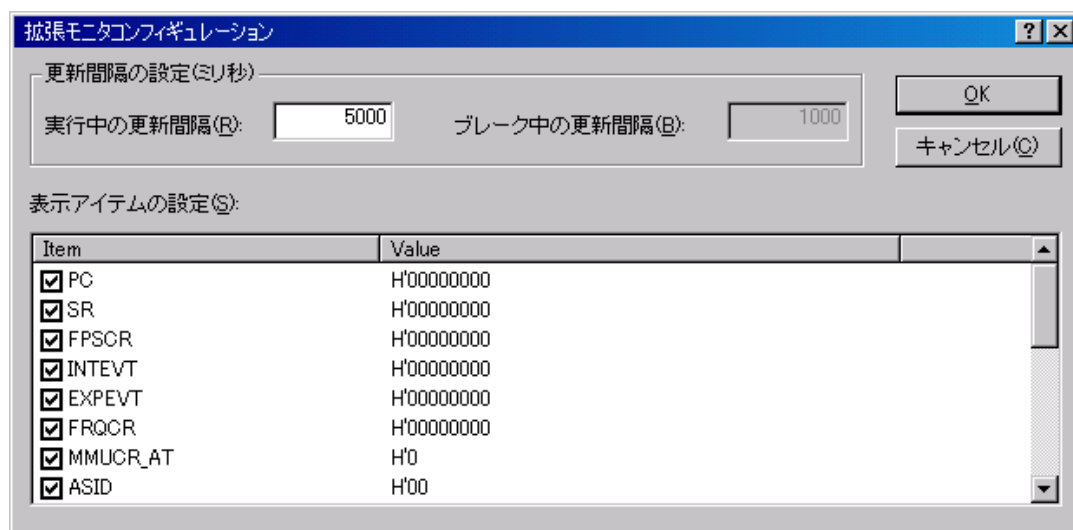 拡張モニタコンフィギュレーション
更新間隔の設定(ミリ秒)
実行中の更新間隔(R): 5000 ブレーク中の更新間隔(B): 1000
OK
キャンセル(C)
表示アイテムの設定(S):
Item Value
PC H'00000000
SR H'00000000
FPSCR H'00000000
INTEVT H'00000000
EXPEVT H'00000000
FRQCR H'00000000
MMUCR_AT H'0
ASID H'00